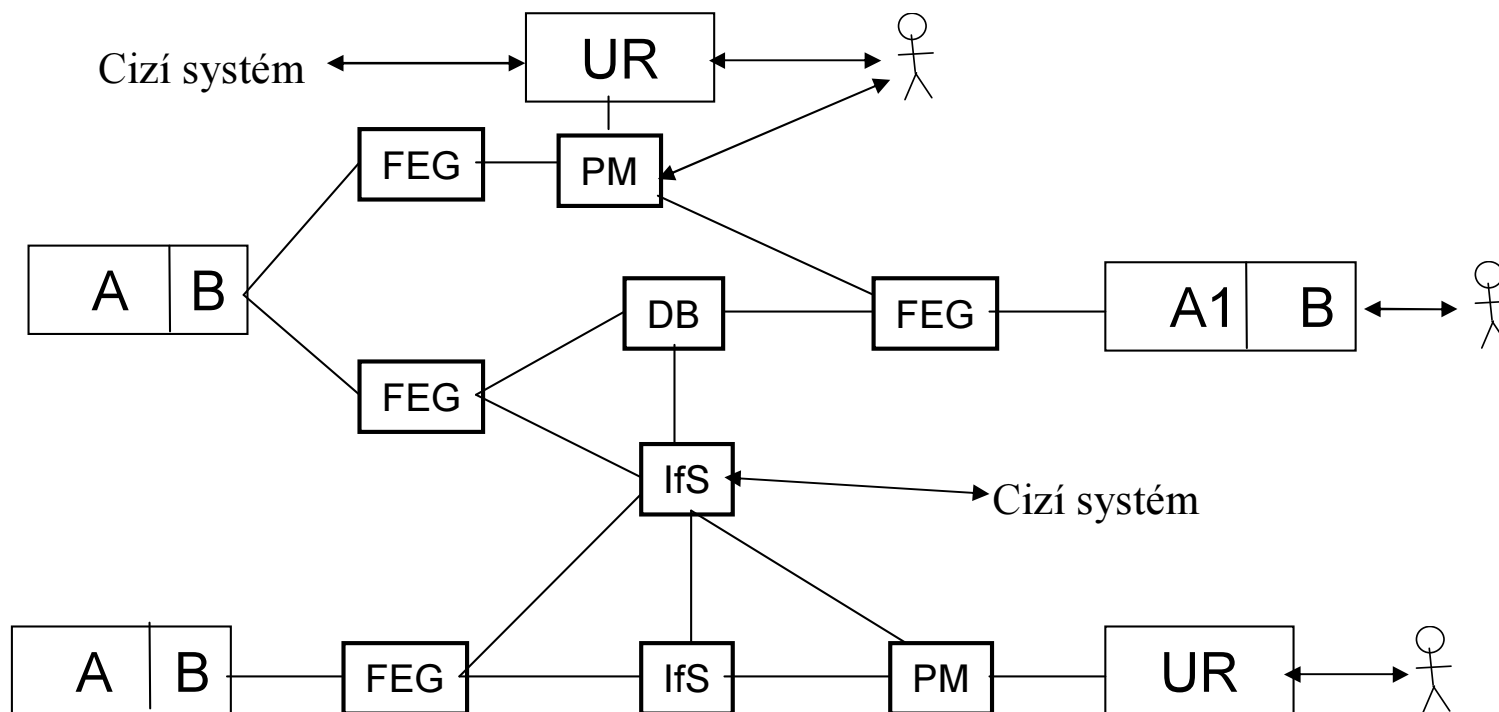 Cizí systém
UR
FEG
PM
A B
DB
FEG
A1 B
FEG
IfS
Cizí systém
A B
FEG
IfS
PM
UR